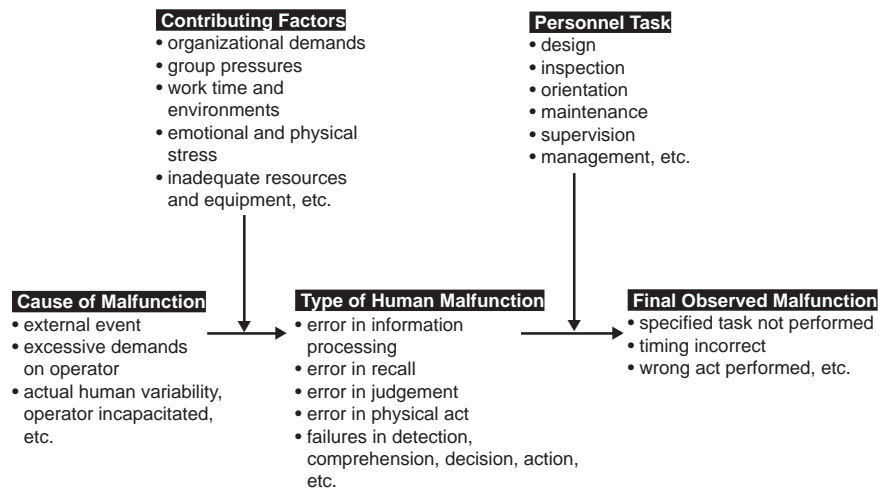 Contributing Factors
• organizational demands
• group pressures
• work time and
environments
• emotional and physical
stress
• inadequate resources
and equipment, etc.
Personnel Task
• design
• inspection
• orientation
• maintenance
• supervision
• management, etc.
Cause of Malfunction
• external event
• excessive demands
on operator
• actual human variability,
operator incapacitated,
etc.
Type of Human Malfunction
• error in information
processing
• error in recall
• error in judgement
• error in physical act
• failures in detection,
comprehension, decision, action,
etc.
Final Observed Malfunction
• specified task not performed
• timing incorrect
• wrong act performed, etc.